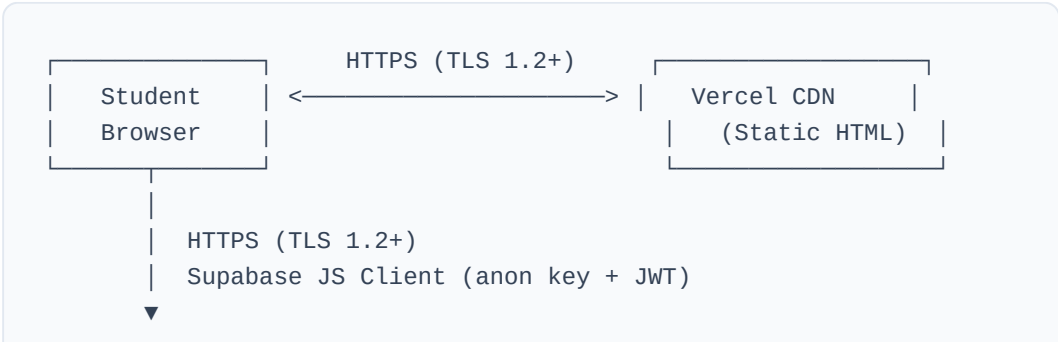 HTTPS (TLS 1.2+)
Student Vercel CDN
Browser (Static HTML)
HTTPS (TLS 1.2+)
Supabase JS Client (anon key + JWT)